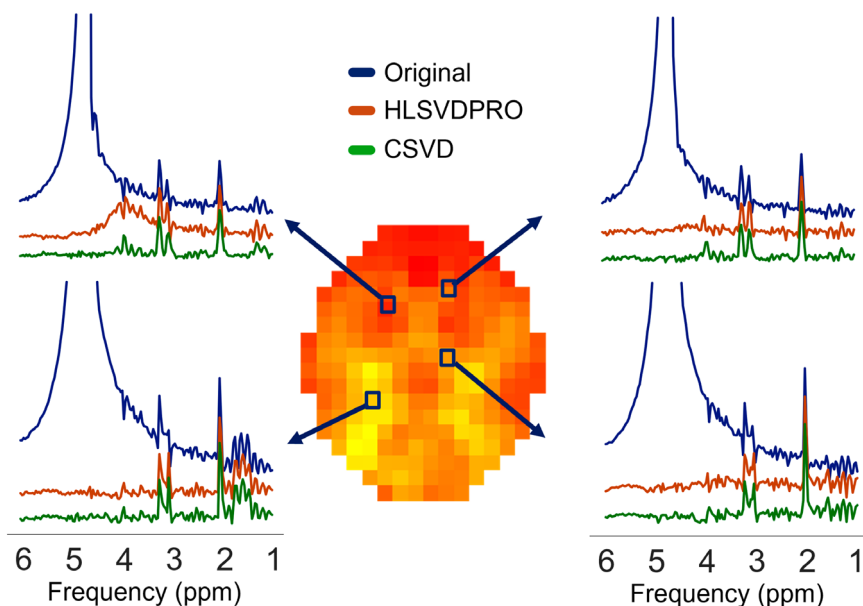 Original
HLSVDPRO
CSVD
6 5 4 3 2 1
Frequency (ppm)
6 5 4 3 2 1
Frequency (ppm)